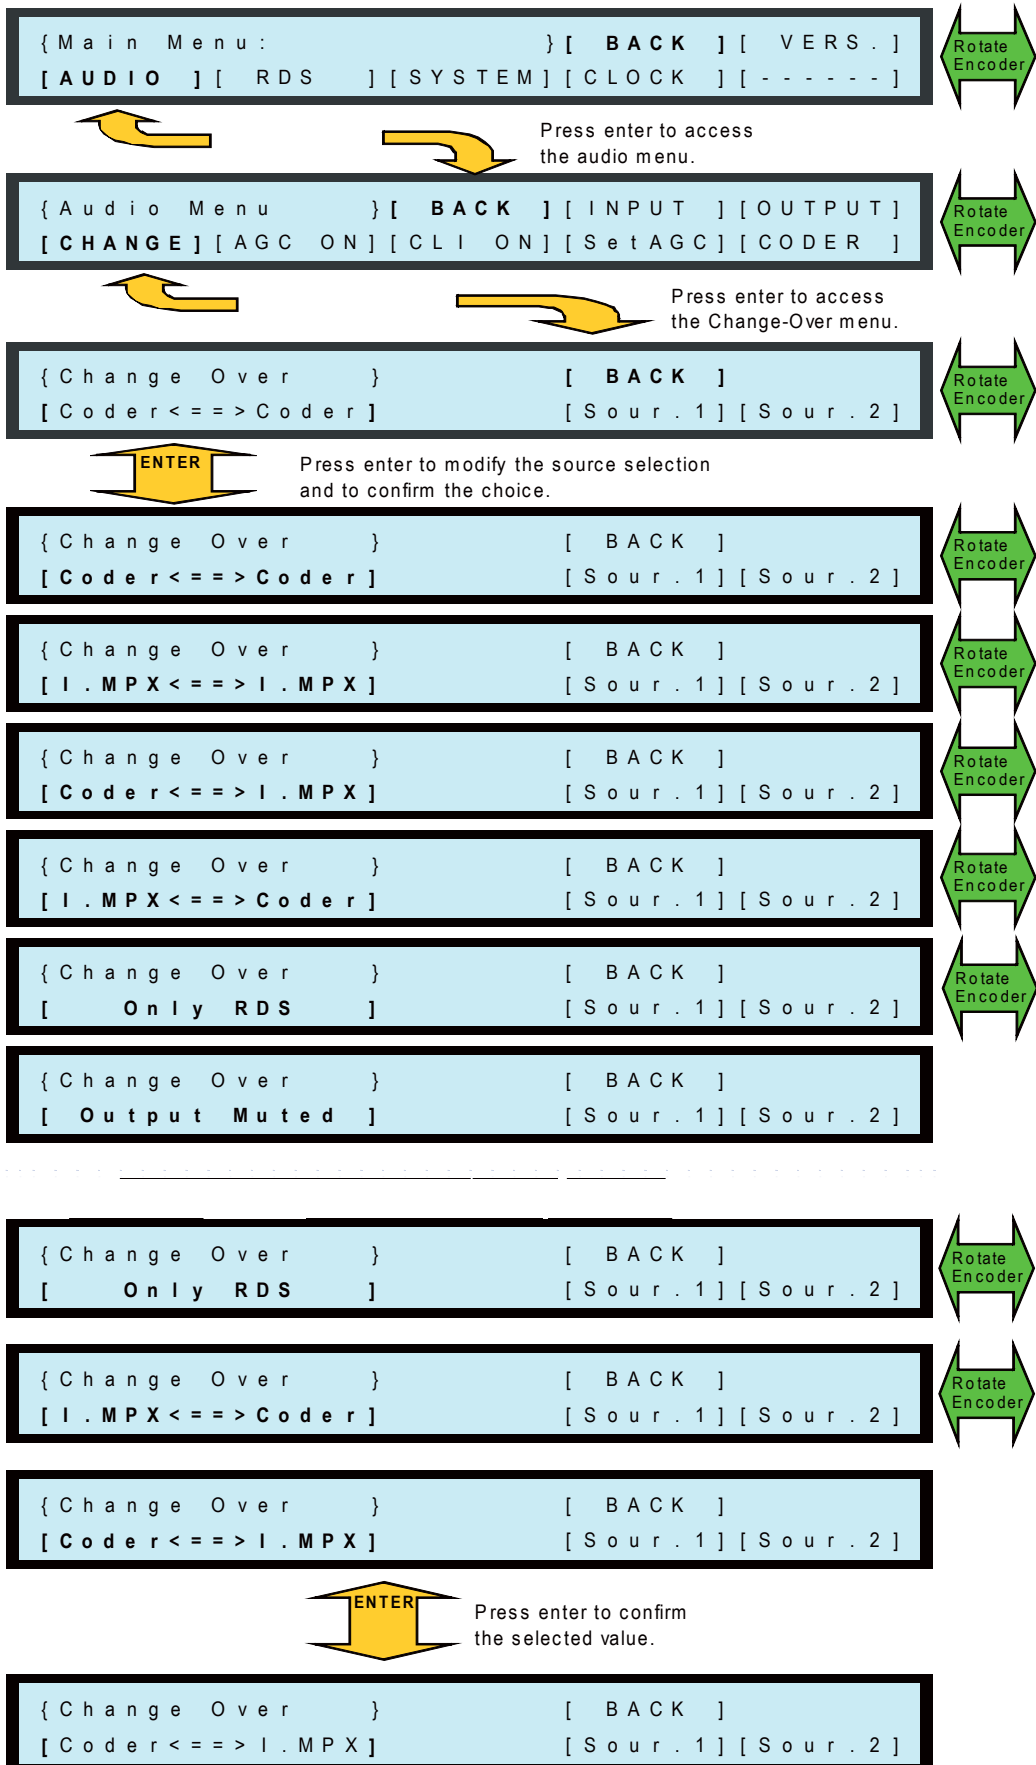 {Main Menu: }[ BACK ][ VERS.]
[AUDIO ][ RDS ][SYSTEM][CLOCK ][------]
Rotate
Encoder
Press enter to access
the audio menu.
{Audio Menu }[ BACK ][INPUT ][OUTPUT]
[CHANGE][AGC ON][CLI ON][SetAGC][CODER ]
Rotate
Encoder
Press enter to access
the Change-Over menu.
{Change Over } [ BACK ]
[Coder<==>Coder] [Sour.1][Sour.2]
Rotate
Encoder
ENTER
Press enter to modify the source selection
and to confirm the choice.
{Change Over } [ BACK ]
[Coder<==>Coder] [Sour.1][Sour.2]
Rotate
Encoder
{Change Over } [ BACK ]
[I.MPX<==>I.MPX] [Sour.1][Sour.2]
Rotate
Encoder
{Change Over } [ BACK ]
[Coder<==>I.MPX] [Sour.1][Sour.2]
Rotate
Encoder
{Change Over } [ BACK ]
[I.MPX<==>Coder] [Sour.1][Sour.2]
Rotate
Encoder
{Change Over } [ BACK ]
[ Only RDS ] [Sour.1][Sour.2]
Rotate
Encoder
{Change Over } [ BACK ]
[ Output Muted ] [Sour.1][Sour.2]
{Change Over } [ BACK ]
[ Only RDS ] [Sour.1][Sour.2]
Rotate
Encoder
{Change Over } [ BACK ]
[I.MPX<==>Coder] [Sour.1][Sour.2]
Rotate
Encoder
{Change Over } [ BACK ]
[Coder<==>I.MPX] [Sour.1][Sour.2]
ENTER
Press enter to confirm
the selected value.
{Change Over } [ BACK ]
[Coder<==>I.MPX] [Sour.1][Sour.2]